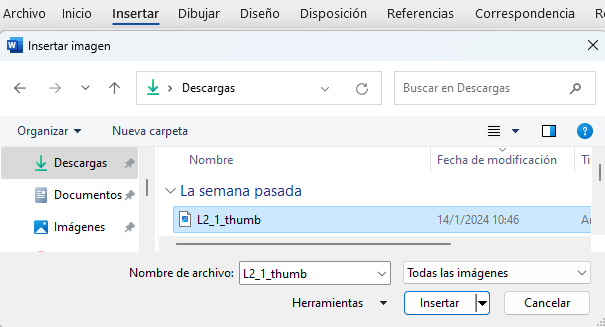 Archivo Inicio Insertar Dibujar Diseño Disposición Referencias Correspondencia
Insertar imagen
Descargas
Buscar en Descargas
Organizar Nueva carpeta
Descargas
Documentos
Imágenes
Nombre Fecha de modificación
La semana pasada
L2_1_thumb 14/1/2024 10:46
Nombre de archivo: L2_1_thumb Todas las imágenes
Herramientas Insertar Cancelar